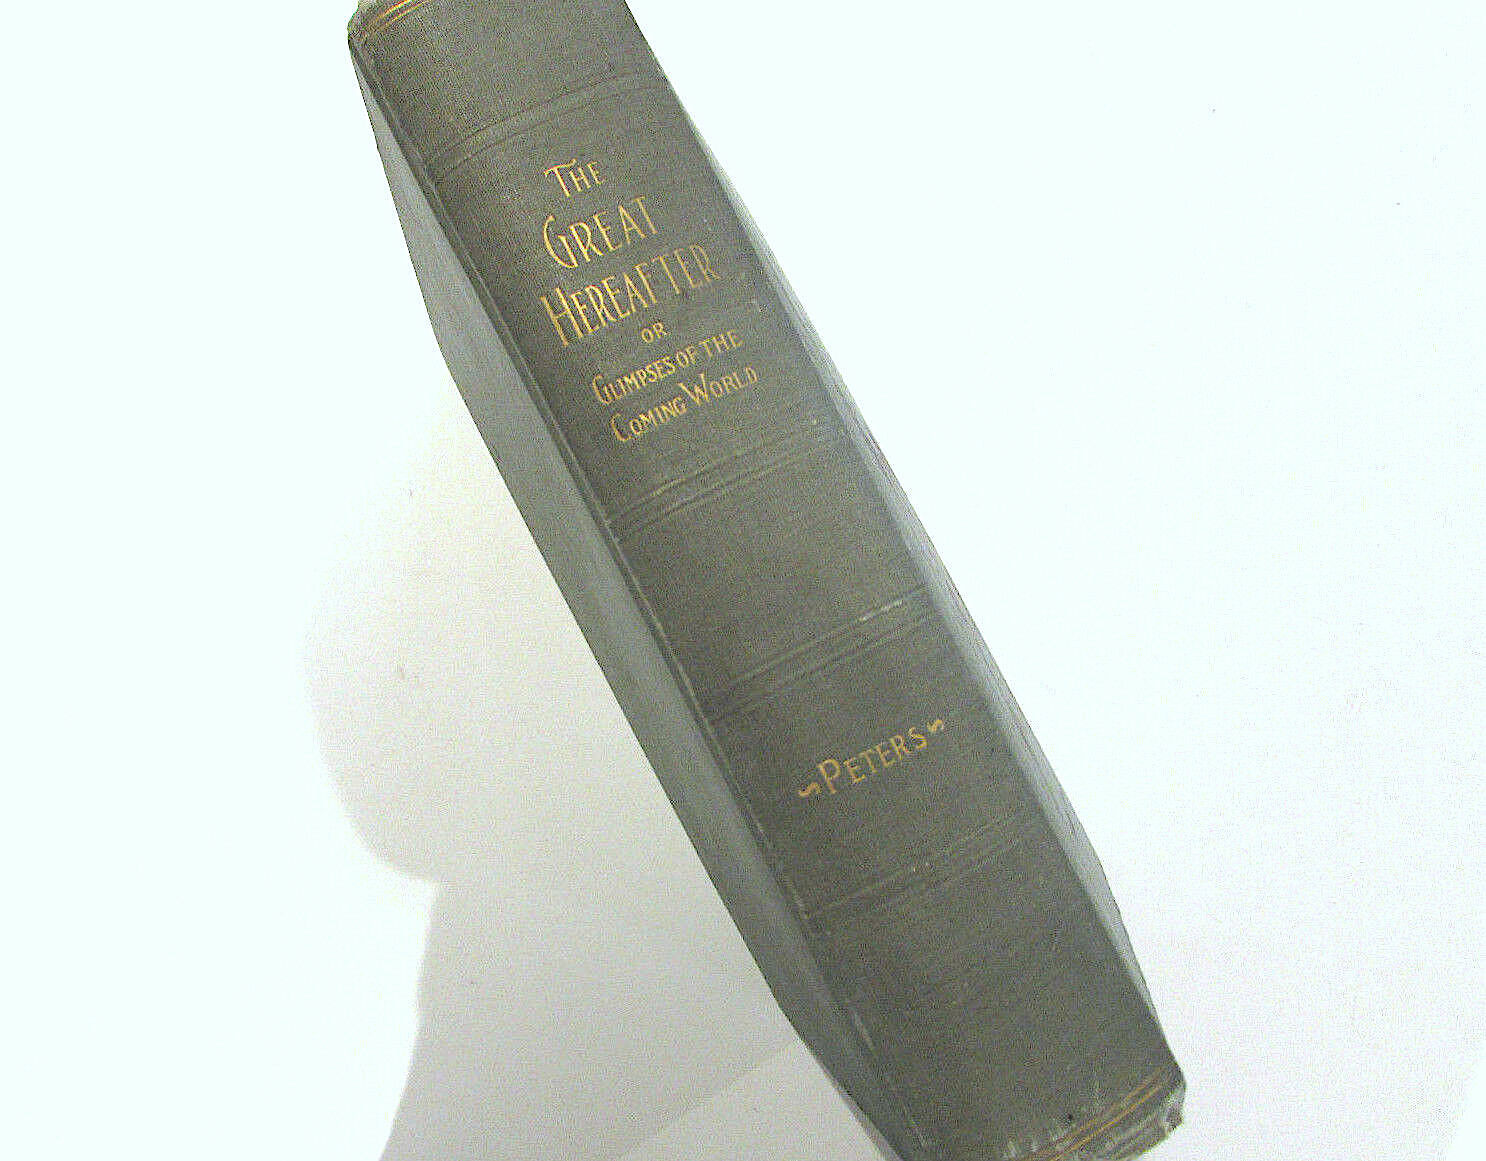 THE
GREAT
HEREAFTER
OR
GLIMPSES OF THE
COMING WORLD
~PETERS~